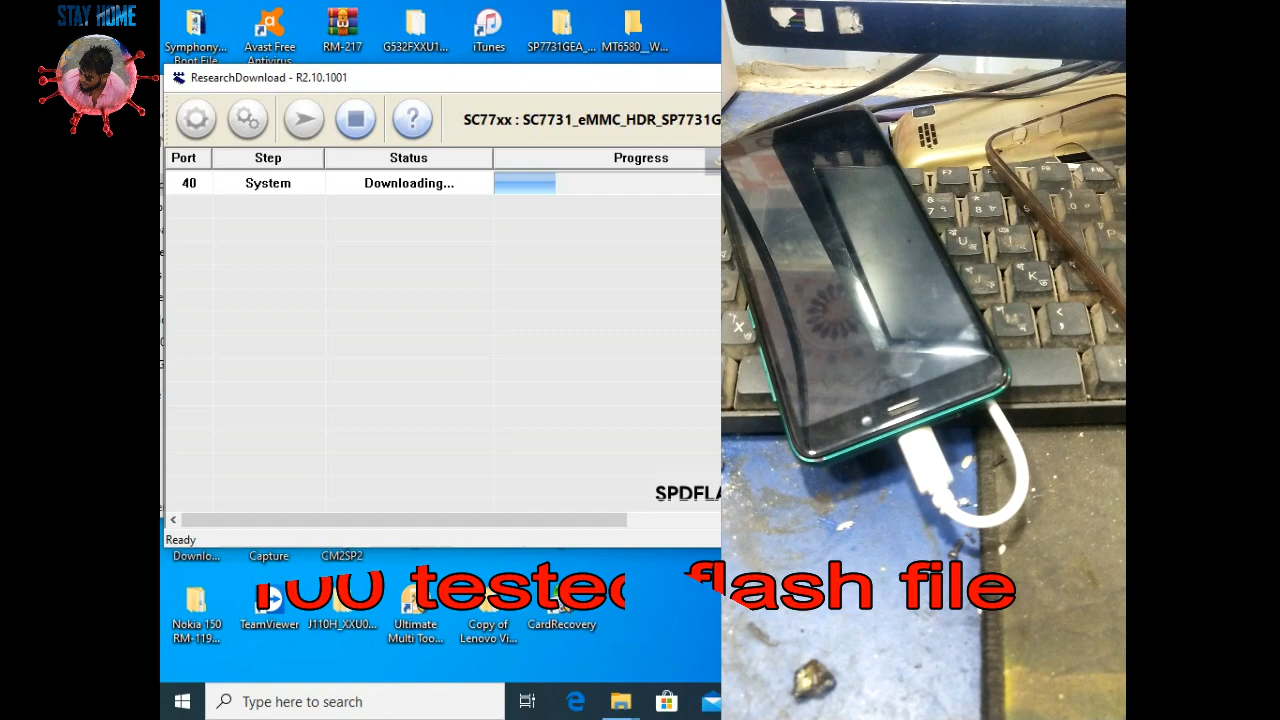 STAY HOME
Symphony... Avast Free RM-217 G532FXXU1... iTunes SP7731GEA_... MT6580__W...
Boot File Antivirus
ResearchDownload - R2.10.1001
SC77xx : SC7731_eMMC_HDR_SP7731G
Port Step Status Progress
40 System Downloading...
SPDFLA
Ready
Downlo... Capture CM2SP2
100 tested flash file
Nokia 150 TeamViewer J110H_XXU0... Ultimate Copy of CardRecovery
RM-119... Multi Too... Lenovo Vi...
Type here to search